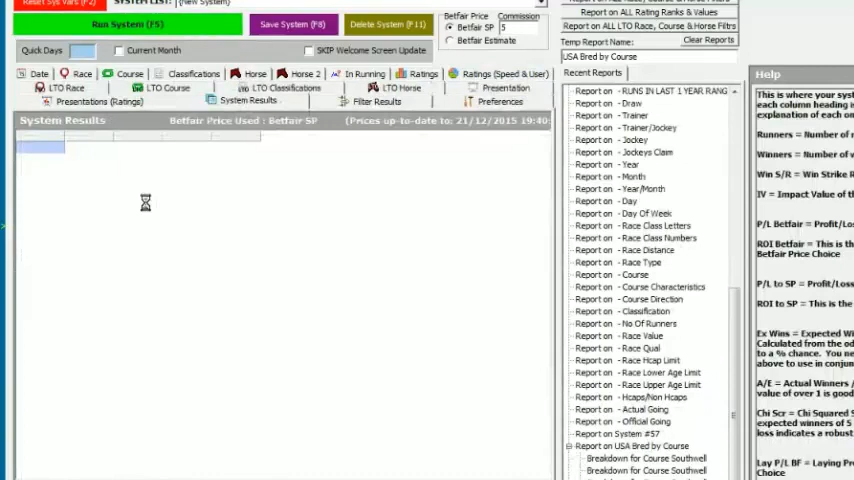 Reset Sys Vars (F2)
SYSTEM LIST:
(New System)
Run System (F5)
Save System (F8)
Delete System (F11)
Betfair Price
Commission
Betfair SP
5
Betfair Estimate
Quick Days
Current Month
SKIP Welcome Screen Update
Date
Race
Course
Classifications
Horse
Horse 2
In Running
Ratings
Ratings (Speed & User)
LTO Race
LTO Course
LTO Classifications
LTO Horse
Presentation
Presentations (Ratings)
System Results
Filter Results
Preferences
System Results
Betfair Price Used : Betfair SP
(Prices up-to-date to: 21/12/2015 19:40:
Report on ALL Rating Ranks & Values
Report on ALL LTO Race, Course & Horse Filtrs
Temp Report Name:
Clear Reports
USA Bred by Course
Recent Reports
Report on - RUNS IN LAST 1 YEAR RANG
Report on - Draw
Report on - Trainer
Report on - Trainer/Jockey
Report on - Jockey
Report on - Jockeys Claim
Report on - Year
Report on - Month
Report on - Year/Month
Report on - Day
Report on - Day Of Week
Report on - Race Class Letters
Report on - Race Class Numbers
Report on - Race Distance
Report on - Race Type
Report on - Course
Report on - Course Characteristics
Report on - Course Direction
Report on - Classification
Report on - No Of Runners
Report on - Race Value
Report on - Race Qual
Report on - Race Hcap Limit
Report on - Race Lower Age Limit
Report on - Race Upper Age Limit
Report on - Hcaps/Non Hcaps
Report on - Actual Going
Report on - Official Going
Report on System #57
Report on USA Bred by Course
Breakdown for Course Southwell
Breakdown for Course Southwell
Help
This is where your syst
each column heading is
explanation of each on
Runners = Number of r
Winners = Number of w
Win S/R = Win Strike R
IV = Impact Value of th
P/L Betfair = Profit/Los
ROI Betfair = This is th
Betfair Price Choice
P/L to SP = Profit/Loss
ROI to SP = This is the
Ex Wins = Expected Wi
Calculated from the od
to a % chance. You ne
above to use in conjun
A/E = Actual Winners /
value of over 1 is good
Chi Scr = Chi Squared S
expected winners of 5
loss indicates a robust
Lay P/L BF = Laying Pr
Choice